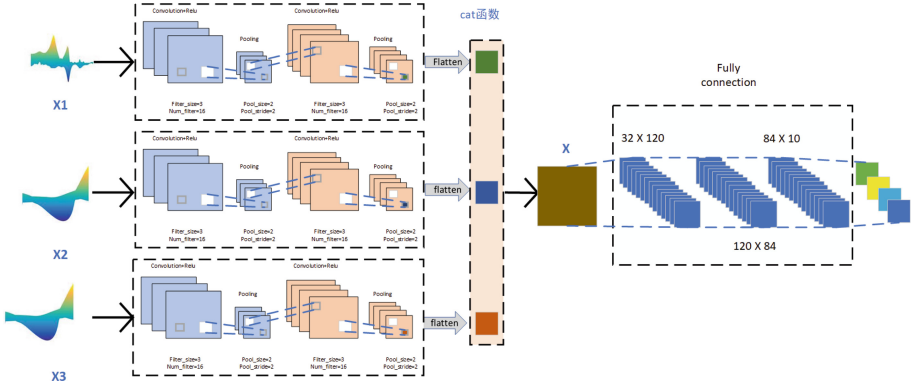 cat函数
Convolution+Relu
Convolution+Relu
Pooling
Pooling
Flatten
X1
Filter_size=3
Num_filter=16
Pool_size=2
Pool_stride=2
Filter_size=3
Num_filter=16
Pool_size=2
Pool_stride=2
Convolution+Relu
Convolution+Relu
Pooling
Pooling
flatten
X2
Filter_size=3
Num_filter=16
Pool_size=2
Pool_stride=2
Filter_size=3
Num_filter=16
Pool_size=2
Pool_stride=2
Convolution+Relu
Convolution+Relu
Pooling
Pooling
flatten
X3
Filter_size=3
Num_filter=16
Pool_size=2
Pool_stride=2
Filter_size=3
Num_filter=16
Pool_size=2
Pool_stride=2
X
Fully
connection
32 X 120
84 X 10
120 X 84